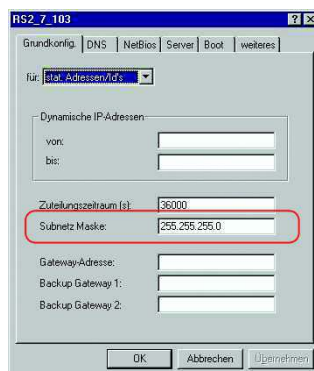 RS2_7_103
Grundkonfig. DNS NetBios Server Boot weiteres
für: stat. Adressen/Id's
Dynamische IP-Adressen
von:
bis:
Zuteilungszeitraum (s): 36000
Subnetz Maske: 255.255.255.0
Gateway-Adresse:
Backup Gateway 1:
Backup Gateway 2:
OK Abbrechen Übernehmen